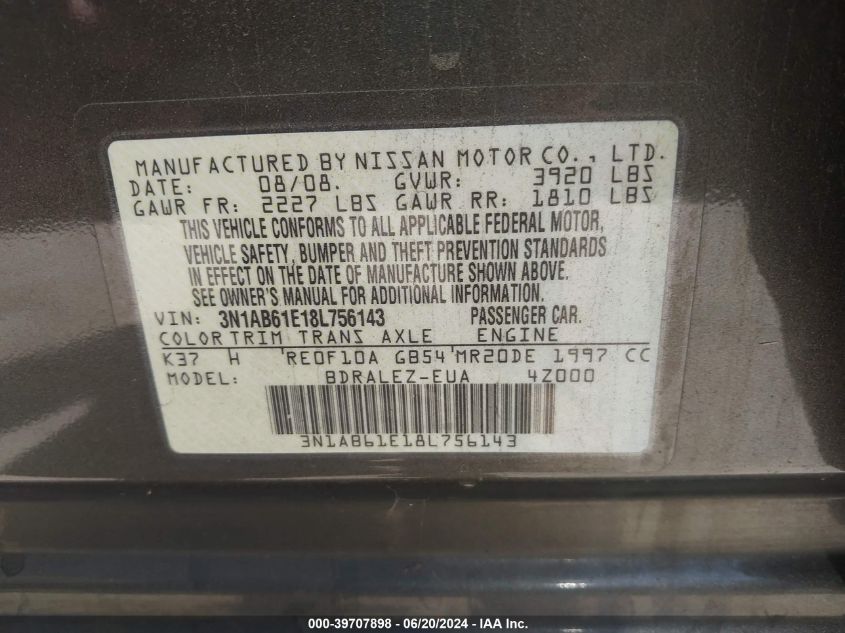 MANUFACTURED BY NISSAN MOTOR CO., LTD.
DATE: 08/08. GVWR: 3920 LBS
GAWR FR: 2227 LBS GAWR RR: 1810 LBS
THIS VEHICLE CONFORMS TO ALL APPLICABLE FEDERAL MOTOR,
VEHICLE SAFETY, BUMPER AND THEFT PREVENTION STANDARDS
IN EFFECT ON THE DATE OF MANUFACTURE SHOWN ABOVE.
SEE OWNER'S MANUAL FOR ADDITIONAL INFORMATION.
VIN: 3N1AB61E18L756143 PASSENGER CAR.
COLOR TRIM TRANS AXLE ENGINE
K37 H 'RE0F10A GB54'MR20DE 1997 CC
MODEL: BDRALEZ-EUA 4Z000
3N1AB61E18L756143
000-39707898 - 06/20/2024 - IAA Inc.